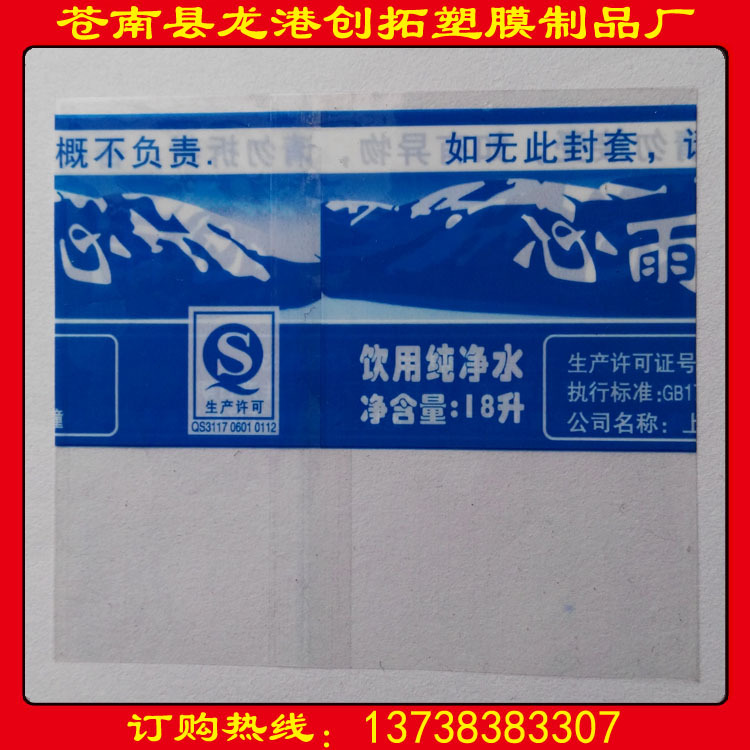 苍南县龙港创拓塑膜制品厂
概不负责.
如无此封套，
心雨
生产许可
QS3117 0601 0112
饮用纯净水
净含量:18升
生产许可证号
执行标准:GB17
公司名称：上
订购热线：13738383307